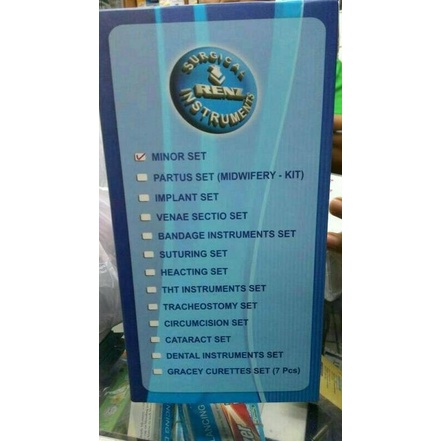 SURGICAL
RENZ
INSTRUMENTS
MINOR SET
PARTUS SET (MIDWIFERY - KIT)
IMPLANT SET
VENAE SECTIO SET
BANDAGE INSTRUMENTS SET
SUTURING SET
HEACTING SET
THT INSTRUMENTS SET
TRACHEOSTOMY SET
CIRCUMCISION SET
CATARACT SET
DENTAL INSTRUMENTS SET
GRACEY CURETTES SET (7 Pcs)